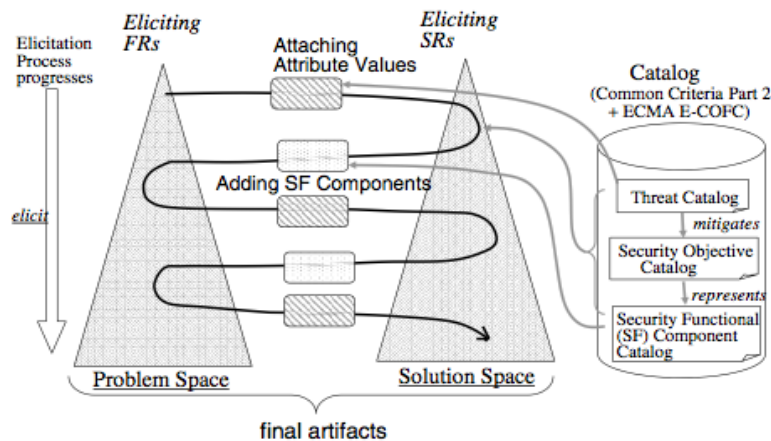 Elicitation
Process
progresses
elicit
Eliciting
FRs
Attaching
Attribute Values
Adding SF Components
Eliciting
SRs
Problem Space
Solution Space
final artifacts
Catalog
(Common Criteria Part 2
+ ECMA E-COFC)
Threat Catalog
mitigates
Security Objective
Catalog
represents
Security Functional
(SF) Component
Catalog